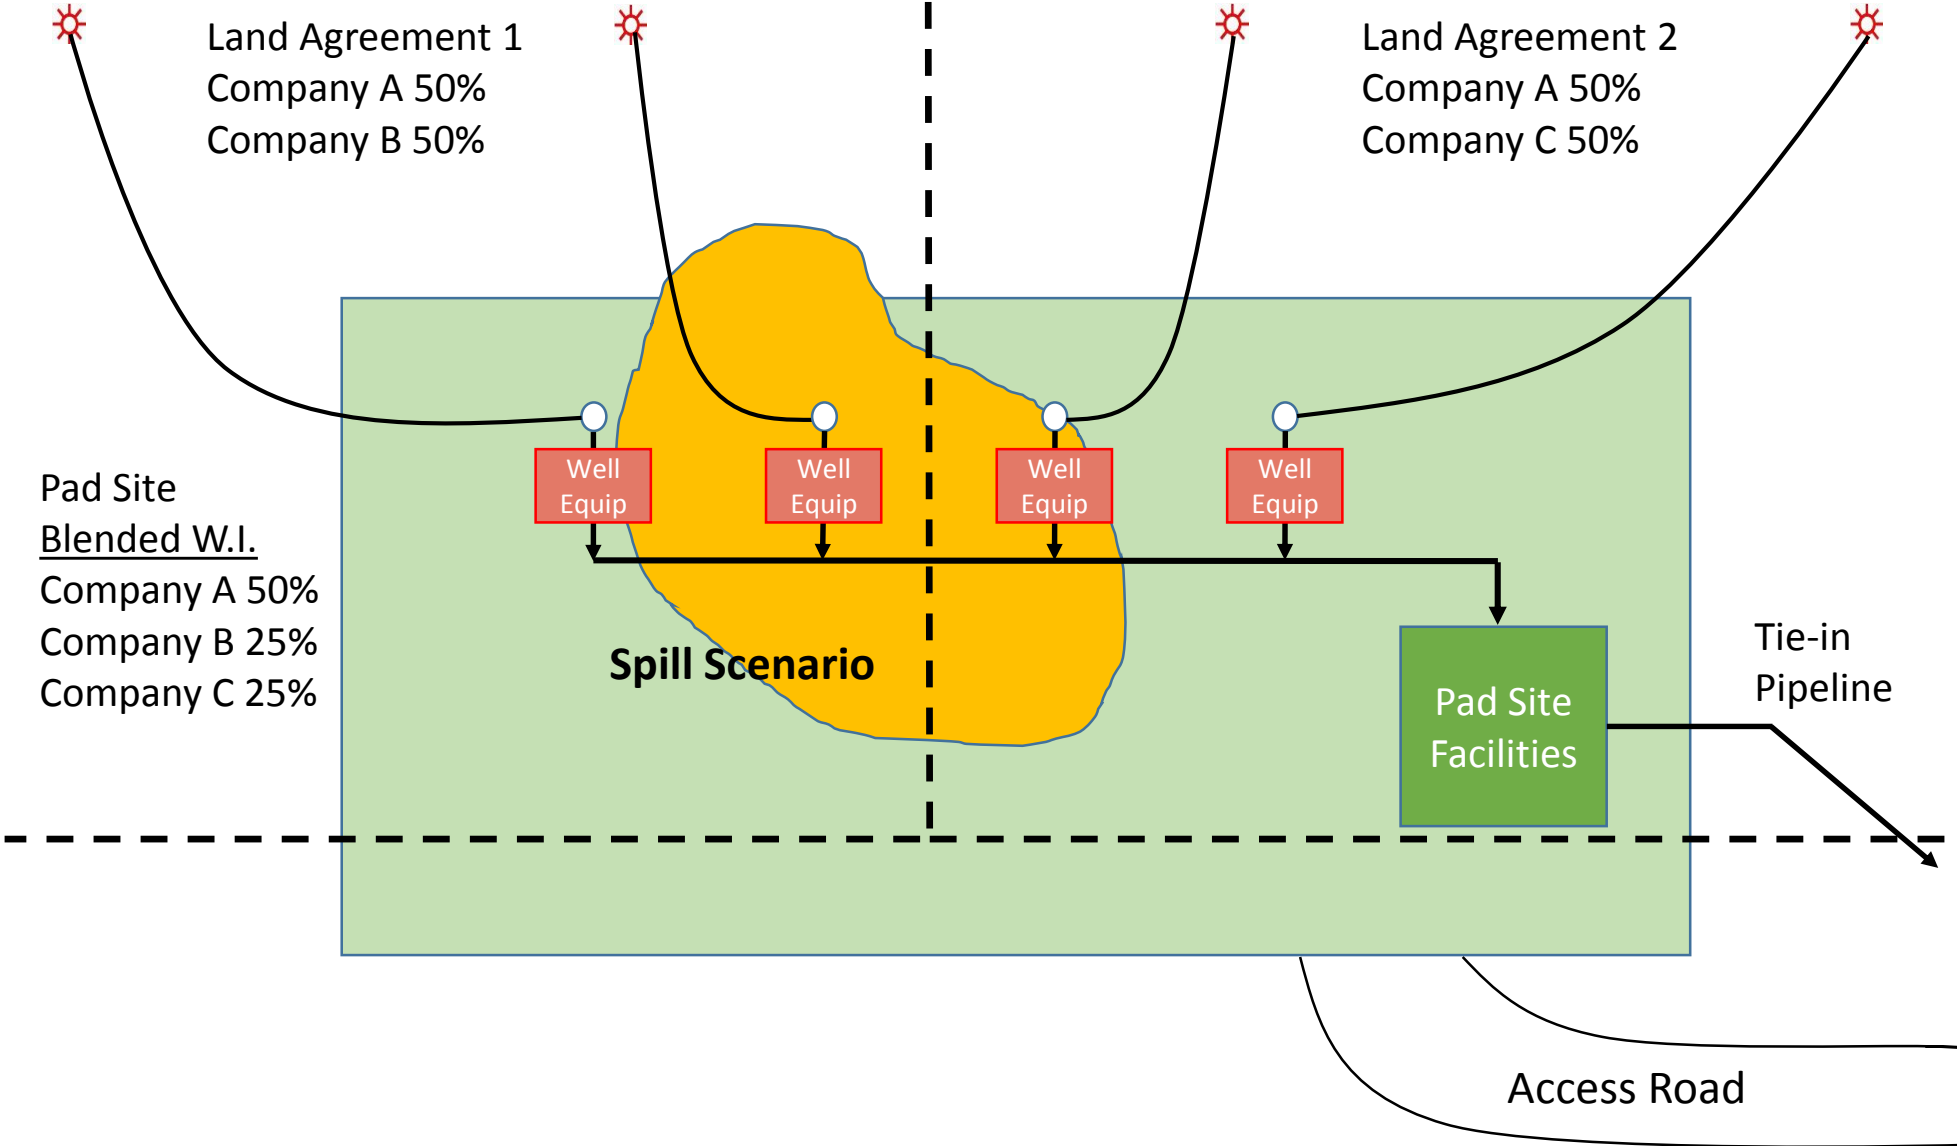 Land Agreement 1
Company A 50%
Company B 50%
Land Agreement 2
Company A 50%
Company C 50%
Pad Site
Blended W.I.
Company A 50%
Company B 25%
Company C 25%
Well
Equip
Well
Equip
Well
Equip
Well
Equip
Spill Scenario
Pad Site
Facilities
Tie-in
Pipeline
Access Road